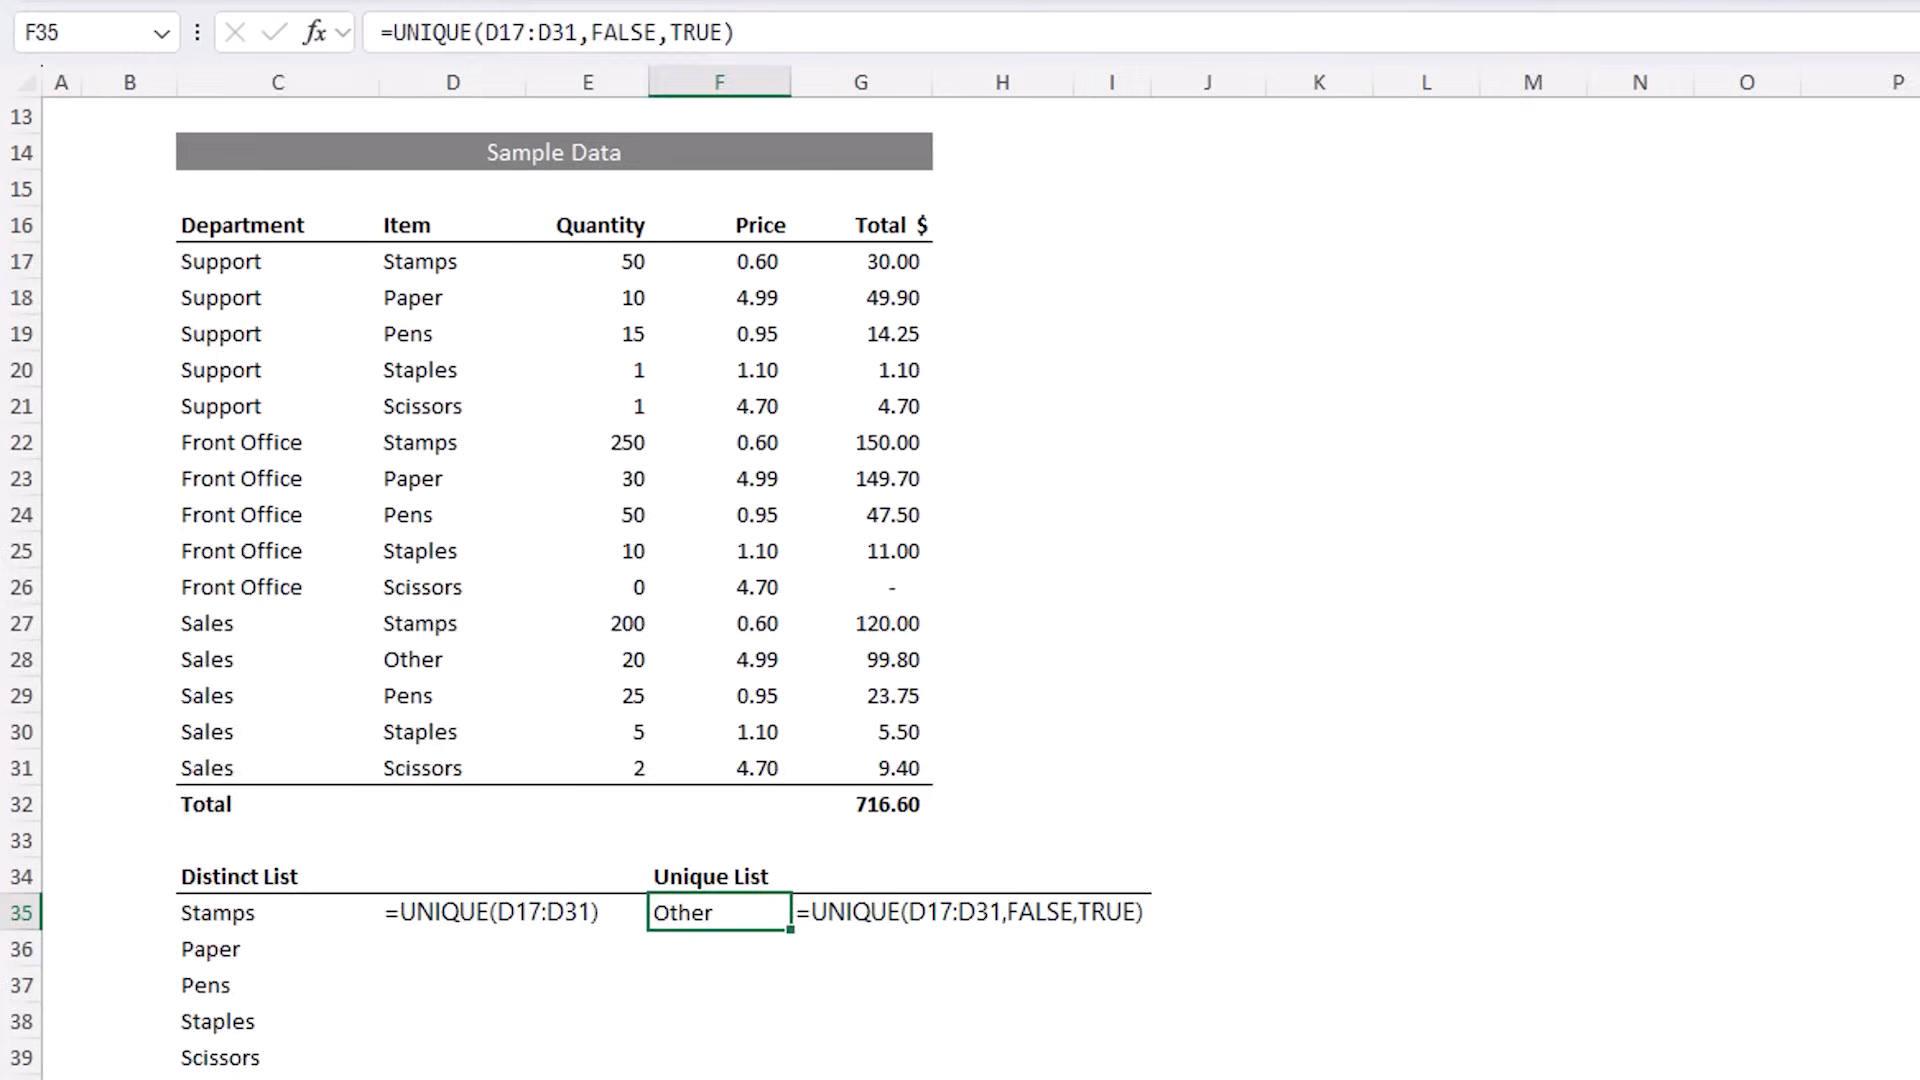 F35 fx =UNIQUE(D17:D31,FALSE,TRUE)
A B C D E F G H I J K L M N O P
13
14 Sample Data
15
16 Department Item Quantity Price Total $
17 Support Stamps 50 0.60 30.00
18 Support Paper 10 4.99 49.90
19 Support Pens 15 0.95 14.25
20 Support Staples 1 1.10 1.10
21 Support Scissors 1 4.70 4.70
22 Front Office Stamps 250 0.60 150.00
23 Front Office Paper 30 4.99 149.70
24 Front Office Pens 50 0.95 47.50
25 Front Office Staples 10 1.10 11.00
26 Front Office Scissors 0 4.70 -
27 Sales Stamps 200 0.60 120.00
28 Sales Other 20 4.99 99.80
29 Sales Pens 25 0.95 23.75
30 Sales Staples 5 1.10 5.50
31 Sales Scissors 2 4.70 9.40
32 Total 716.60
33
34 Distinct List Unique List
35 Stamps =UNIQUE(D17:D31) Other =UNIQUE(D17:D31,FALSE,TRUE)
36 Paper
37 Pens
38 Staples
39 Scissors